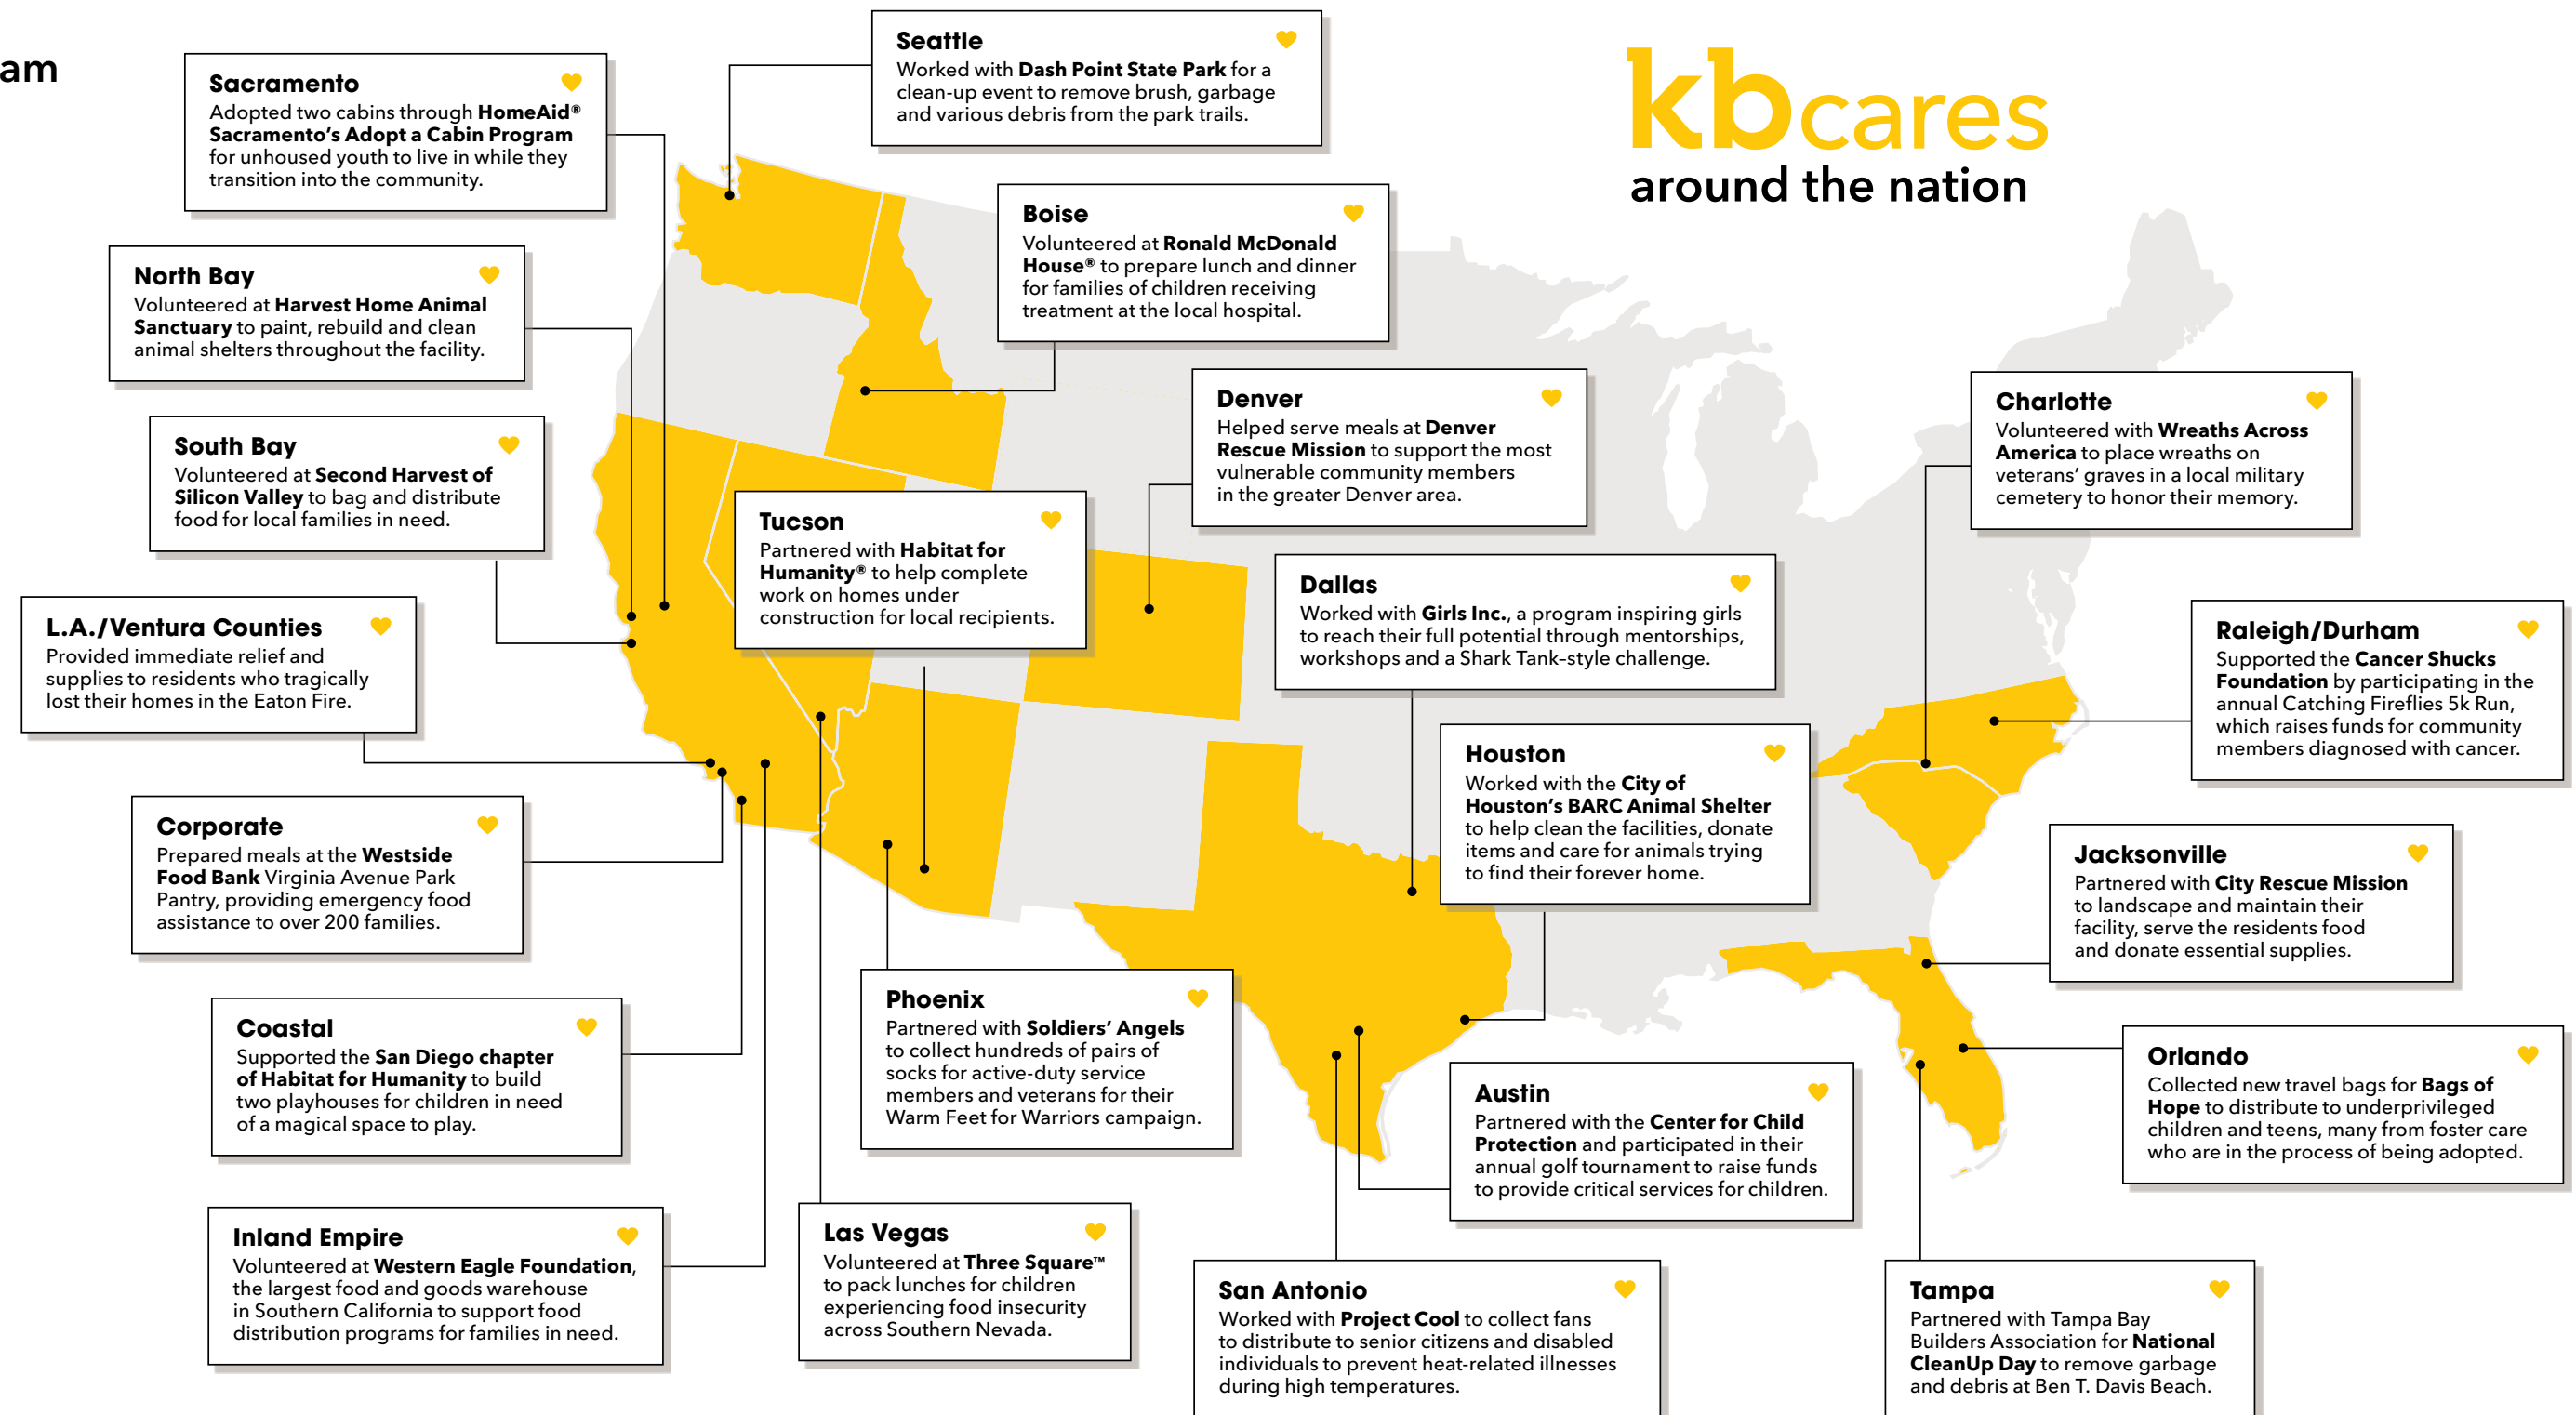 am
kbcares
around the nation
Sacramento
Adopted two cabins through HomeAid®
Sacramento's Adopt a Cabin Program
for unhoused youth to live in while they
transition into the community.
Seattle
Worked with Dash Point State Park for a
clean-up event to remove brush, garbage
and various debris from the park trails.
North Bay
Volunteered at Harvest Home Animal
Sanctuary to paint, rebuild and clean
animal shelters throughout the facility.
Boise
Volunteered at Ronald McDonald
House® to prepare lunch and dinner
for families of children receiving
treatment at the local hospital.
South Bay
Volunteered at Second Harvest of
Silicon Valley to bag and distribute
food for local families in need.
Denver
Helped serve meals at Denver
Rescue Mission to support the most
vulnerable community members
in the greater Denver area.
Charlotte
Volunteered with Wreaths Across
America to place wreaths on
veterans' graves in a local military
cemetery to honor their memory.
Tucson
Partnered with Habitat for
Humanity® to help complete
work on homes under
construction for local recipients.
Dallas
Worked with Girls Inc., a program inspiring girls
to reach their full potential through mentorships,
workshops and a Shark Tank–style challenge.
L.A./Ventura Counties
Provided immediate relief and
supplies to residents who tragically
lost their homes in the Eaton Fire.
Raleigh/Durham
Supported the Cancer Shucks
Foundation by participating in the
annual Catching Fireflies 5k Run,
which raises funds for community
members diagnosed with cancer.
Houston
Worked with the City of
Houston's BARC Animal Shelter
to help clean the facilities, donate
items and care for animals trying
to find their forever home.
Corporate
Prepared meals at the Westside
Food Bank Virginia Avenue Park
Pantry, providing emergency food
assistance to over 200 families.
Jacksonville
Partnered with City Rescue Mission
to landscape and maintain their
facility, serve the residents food
and donate essential supplies.
Coastal
Supported the San Diego chapter
of Habitat for Humanity to build
two playhouses for children in need
of a magical space to play.
Phoenix
Partnered with Soldiers' Angels
to collect hundreds of pairs of
socks for active-duty service
members and veterans for their
Warm Feet for Warriors campaign.
Orlando
Collected new travel bags for Bags of
Hope to distribute to underprivileged
children and teens, many from foster care
who are in the process of being adopted.
Austin
Partnered with the Center for Child
Protection and participated in their
annual golf tournament to raise funds
to provide critical services for children.
Inland Empire
Volunteered at Western Eagle Foundation,
the largest food and goods warehouse
in Southern California to support food
distribution programs for families in need.
Las Vegas
Volunteered at Three Square™
to pack lunches for children
experiencing food insecurity
across Southern Nevada.
San Antonio
Worked with Project Cool to collect fans
to distribute to senior citizens and disabled
individuals to prevent heat-related illnesses
during high temperatures.
Tampa
Partnered with Tampa Bay
Builders Association for National
CleanUp Day to remove garbage
and debris at Ben T. Davis Beach.